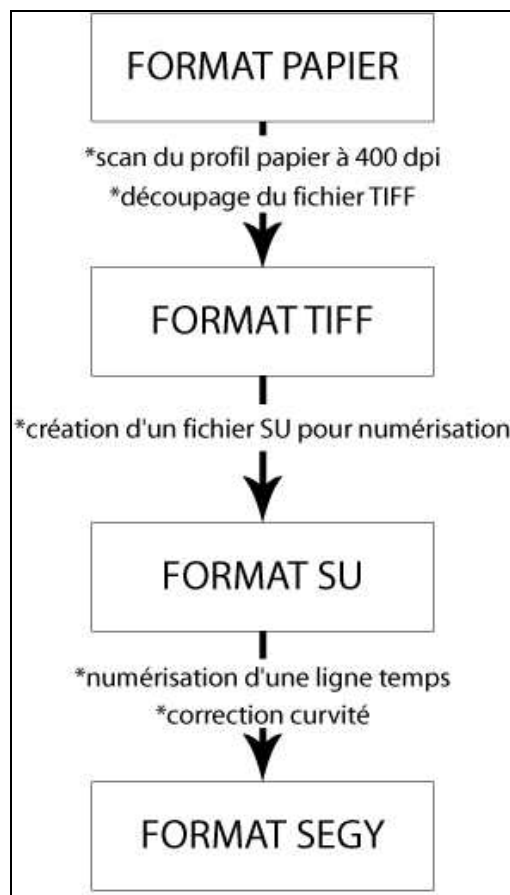 FORMAT PAPIER
*scan du profil papier à 400 dpi
*découpage du fichier TIFF
FORMAT TIFF
*création d'un fichier SU pour numérisation
FORMAT SU
*numérisation d'une ligne temps
*correction curvité
FORMAT SEGY